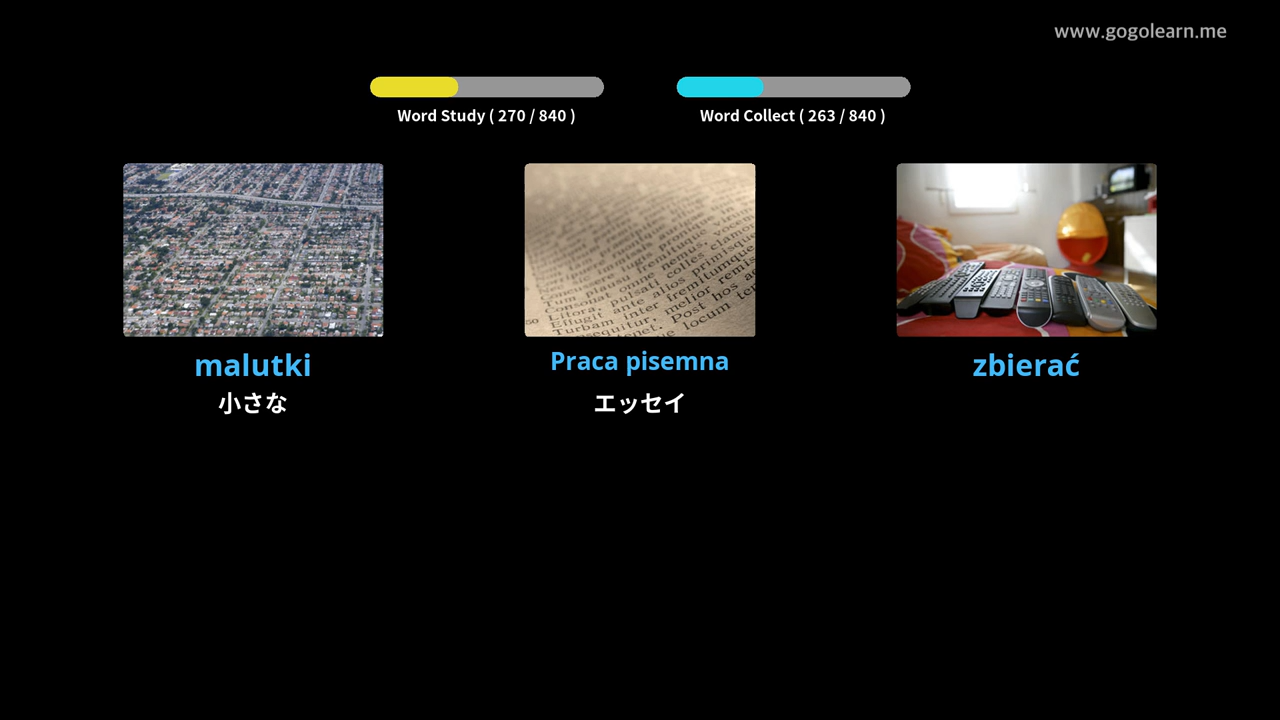 www.gogolearn.me
Word Study ( 270 / 840 )
Word Collect ( 263 / 840 )
malutki
小さな
Praca pisemna
エッセイ
zbierać